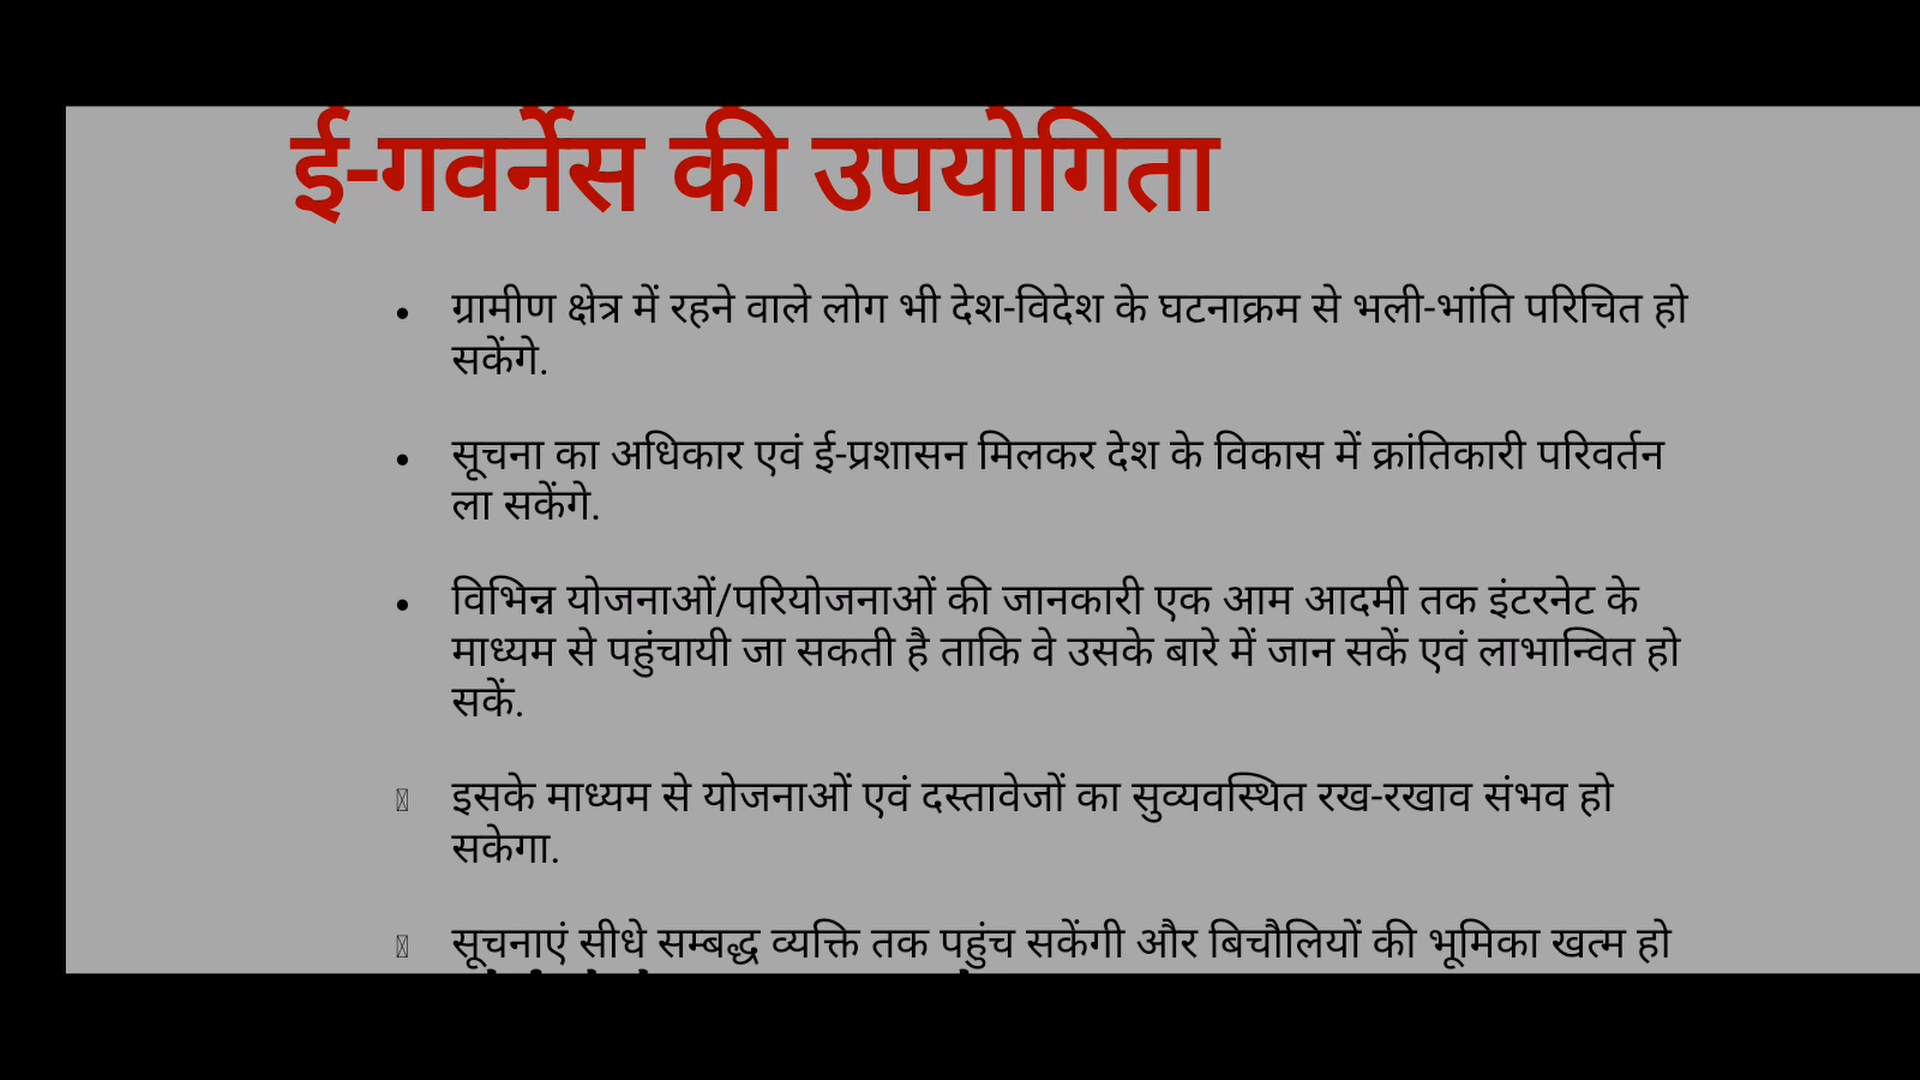 ई-गवर्नेस की उपयोगिता
• ग्रामीण क्षेत्र में रहने वाले लोग भी देश-विदेश के घटनाक्रम से भली-भांति परिचित हो
सकेंगे.
• सूचना का अधिकार एवं ई-प्रशासन मिलकर देश के विकास में क्रांतिकारी परिवर्तन
ला सकेंगे.
• विभिन्न योजनाओं/परियोजनाओं की जानकारी एक आम आदमी तक इंटरनेट के
माध्यम से पहुंचायी जा सकती है ताकि वे उसके बारे में जान सकें एवं लाभान्वित हो
सकें.
इसके माध्यम से योजनाओं एवं दस्तावेजों का सुव्यवस्थित रख-रखाव संभव हो
सकेगा.
सूचनाएं सीधे सम्बद्ध व्यक्ति तक पहुंच सकेंगी और बिचौलियों की भूमिका खत्म हो